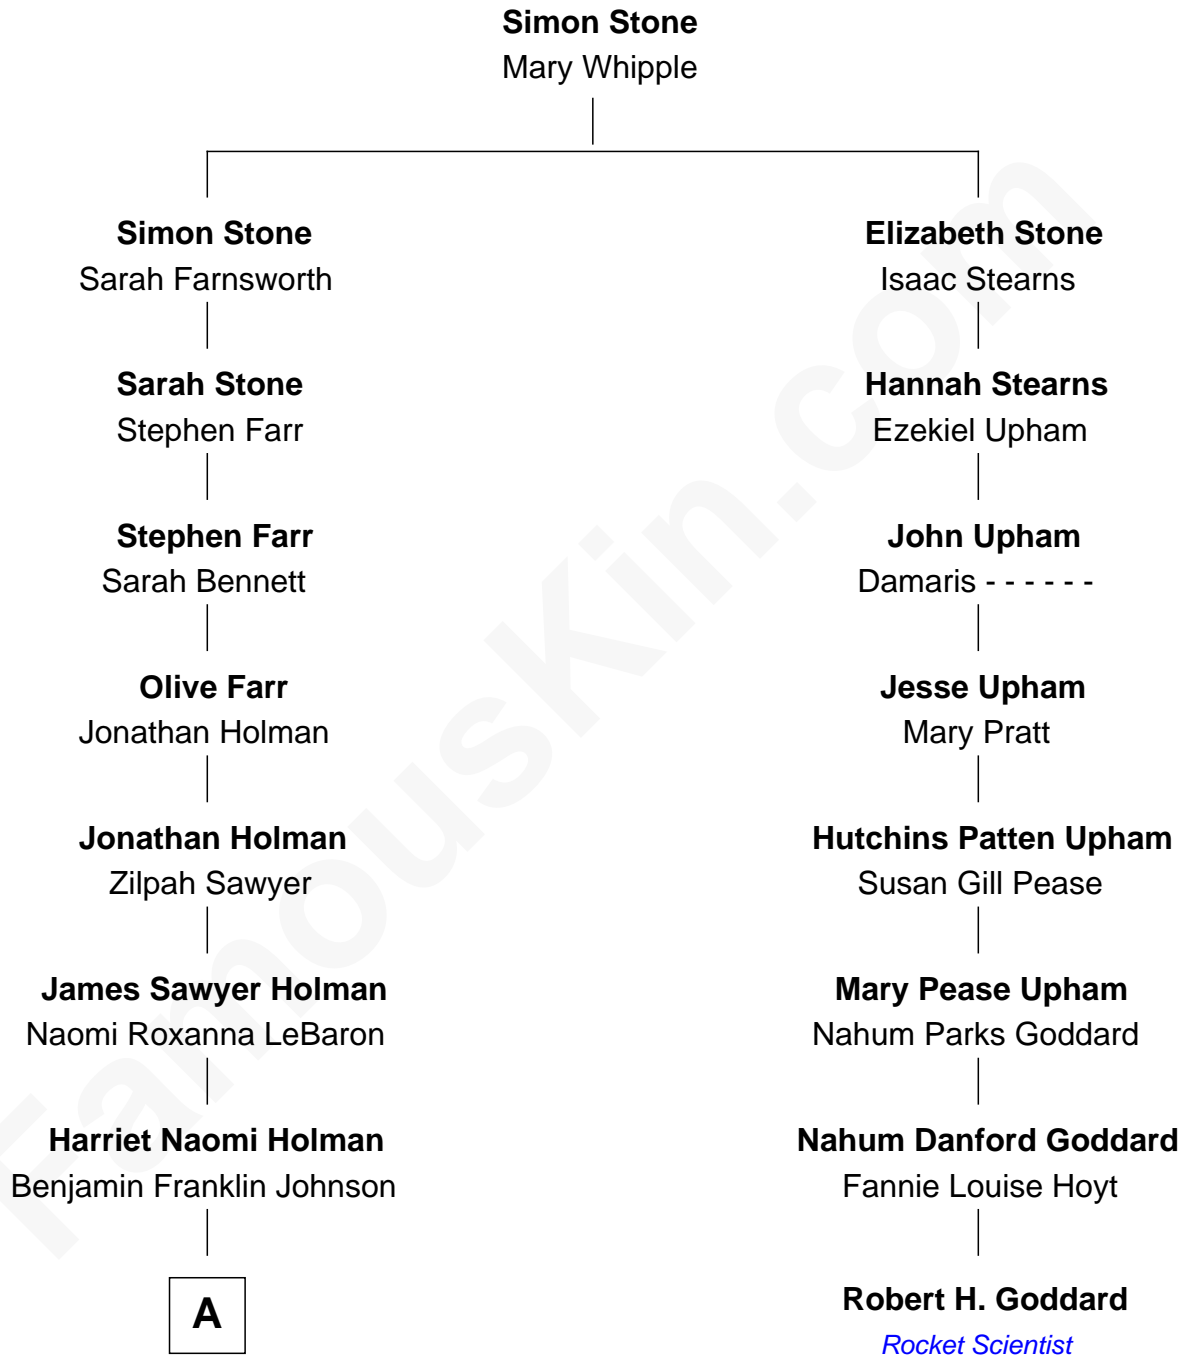 Simon Stone
Mary Whipple
Simon Stone
Sarah Farnsworth
Elizabeth Stone
Isaac Stearns
Sarah Stone
Stephen Farr
Hannah Stearns
Ezekiel Upham
Stephen Farr
Sarah Bennett
John Upham
Damaris - - - - - -
Olive Farr
Jonathan Holman
Jesse Upham
Mary Pratt
Jonathan Holman
Zilpah Sawyer
Hutchins Patten Upham
Susan Gill Pease
James Sawyer Holman
Naomi Roxanna LeBaron
Mary Pease Upham
Nahum Parks Goddard
Harriet Naomi Holman
Benjamin Franklin Johnson
Nahum Danford Goddard
Fannie Louise Hoyt
A
Robert H. Goddard
Rocket Scientist
FamousKin.com